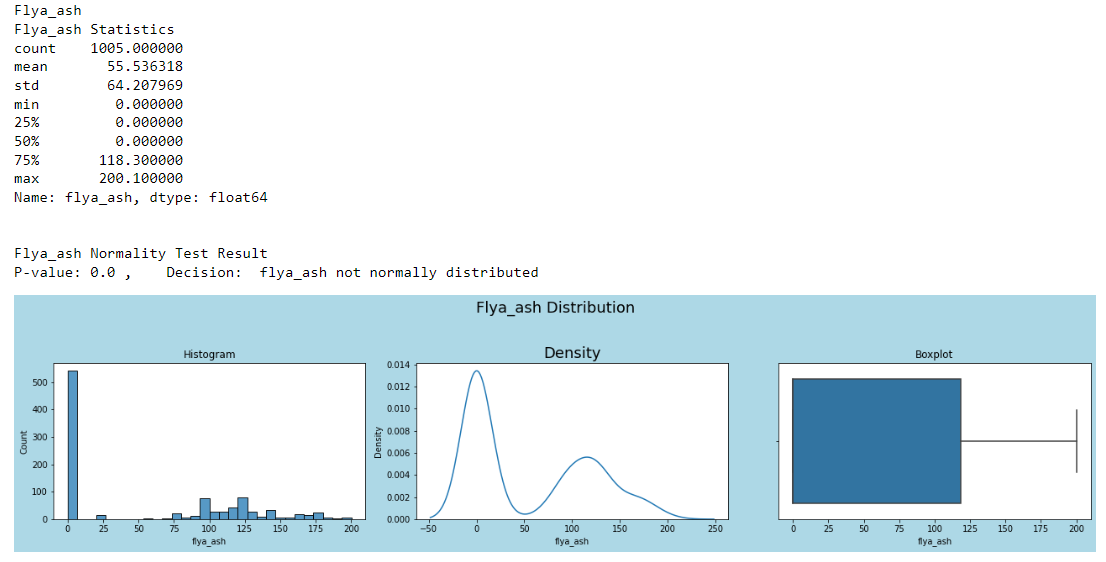 Flya_ash
Flya_ash Statistics
count    1005.000000
mean       55.536318
std        64.207969
min         0.000000
25%         0.000000
50%         0.000000
75%       118.300000
max       200.100000
Name: flya_ash, dtype: float64
Flya_ash Normality Test Result
P-value: 0.0 ,    Decision:  flya_ash not normally distributed
Flya_ash Distribution
Histogram
Count
500
400
300
200
100
0
0 25 50 75 100 125 150 175 200
flya_ash
Density
Density
0.014
0.012
0.010
0.008
0.006
0.004
0.002
0.000
−50 0 50 100 150 200 250
flya_ash
Boxplot
0 25 50 75 100 125 150 175 200
flya_ash